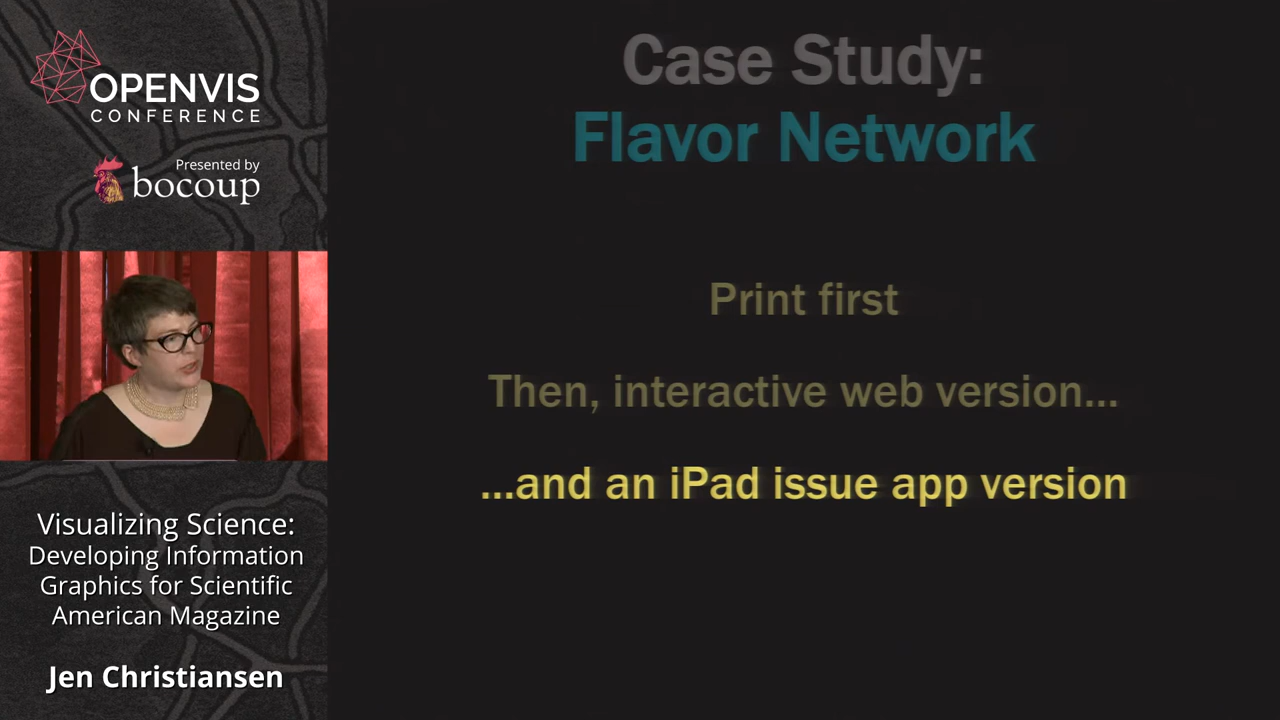 OPENVIS
CONFERENCE
Presented by
bocoup
Visualizing Science:
Developing Information
Graphics for Scientific
American Magazine
Jen Christiansen
Case Study:
Flavor Network
Print first
Then, interactive web version...
...and an iPad issue app version